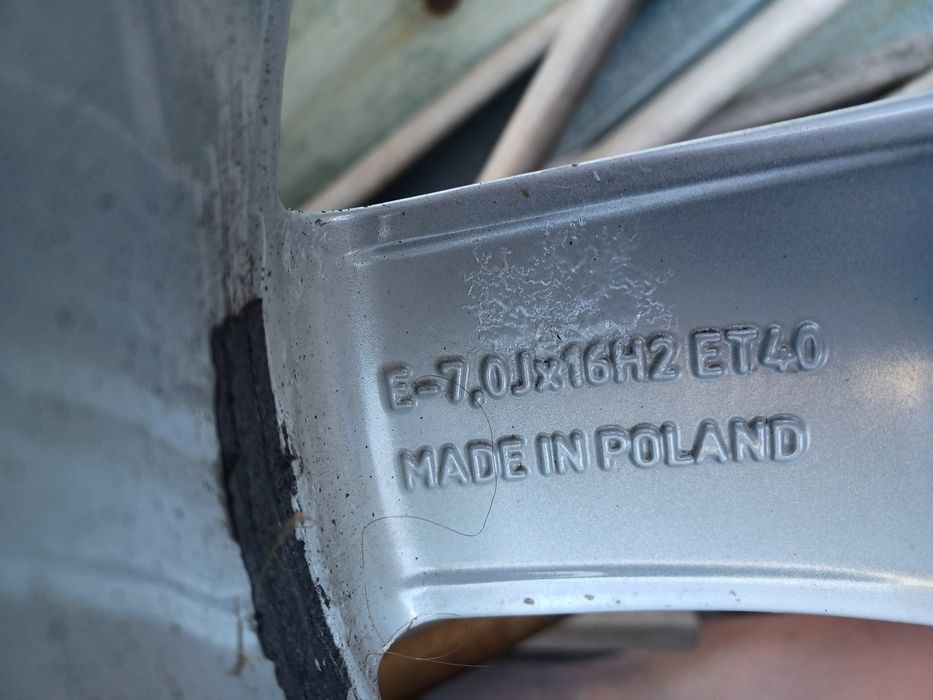 E-7,0Jx16H2 ET40
MADE IN POLAND